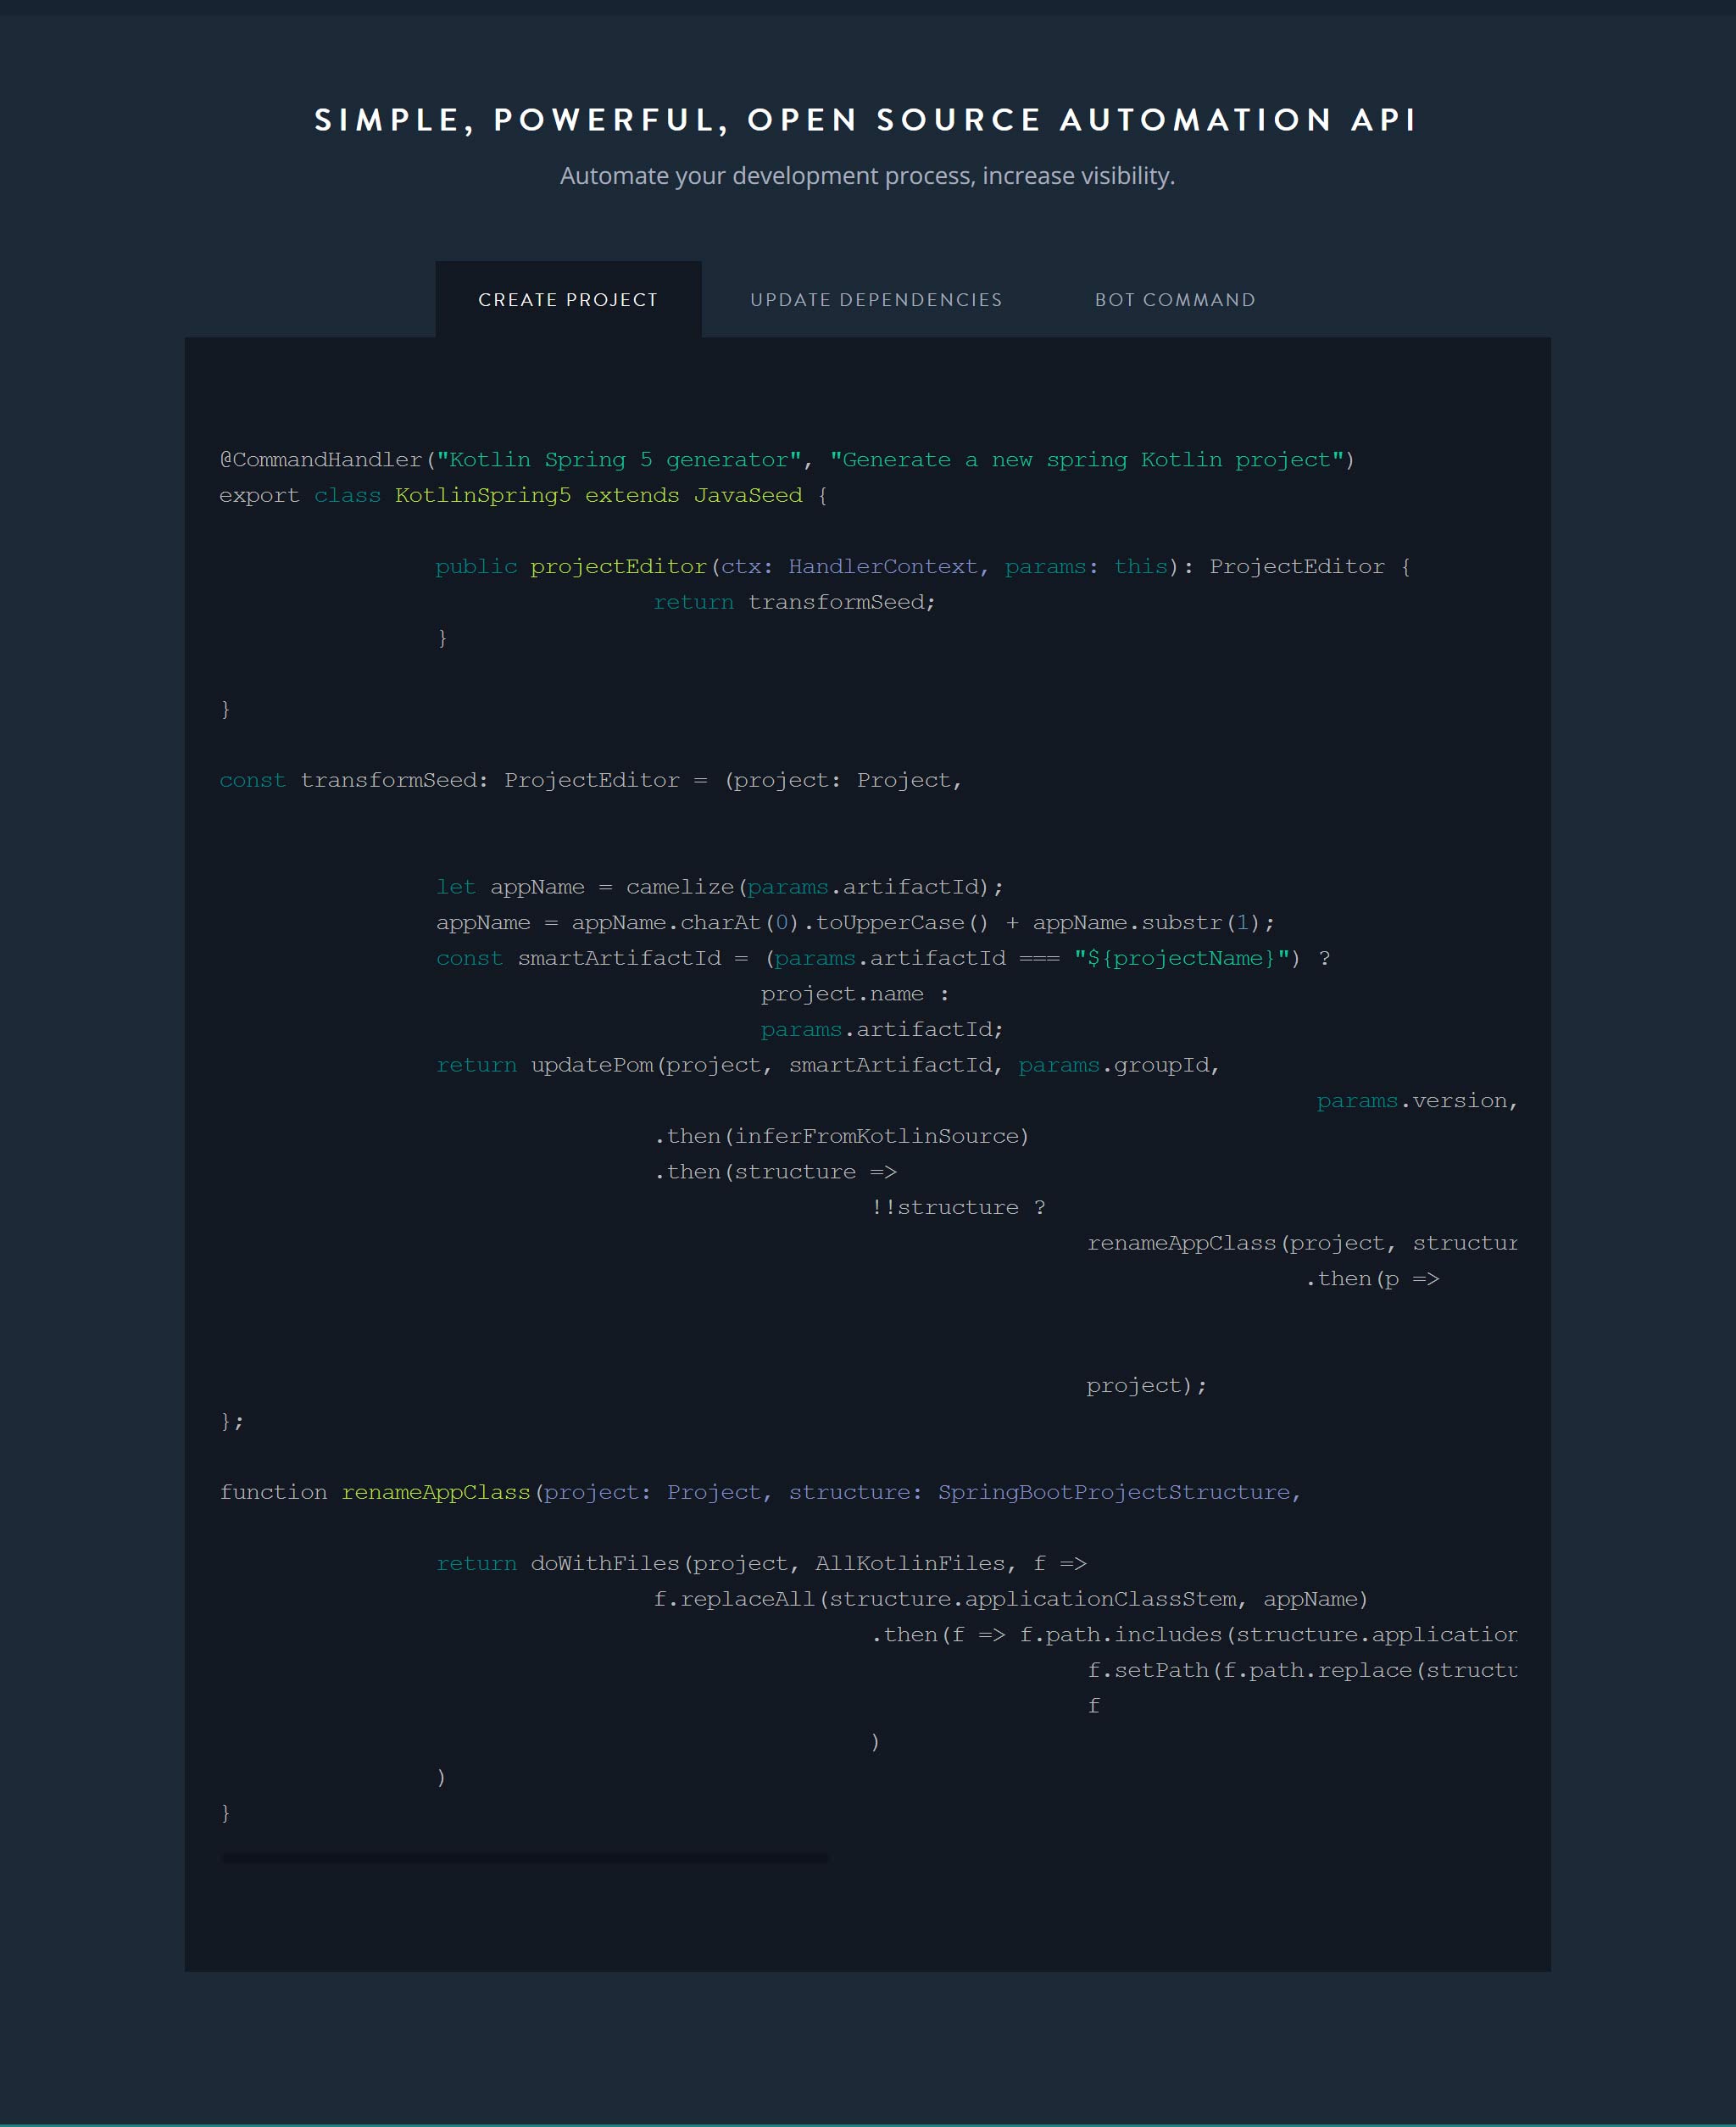 SIMPLE, POWERFUL, OPEN SOURCE AUTOMATION API
Automate your development process, increase visibility.
CREATE PROJECT
UPDATE DEPENDENCIES
BOT COMMAND
@CommandHandler("Kotlin Spring 5 generator", "Generate a new spring Kotlin project")
export class KotlinSpring5 extends JavaSeed {
public projectEditor(ctx: HandlerContext, params: this): ProjectEditor {
return transformSeed;
}
}
const transformSeed: ProjectEditor = (project: Project,
let appName = camelize(params.artifactId);
appName = appName.charAt(0).toUpperCase() + appName.substr(1);
const smartArtifactId = (params.artifactId === "${projectName}") ?
project.name :
params.artifactId;
return updatePom(project, smartArtifactId, params.groupId,
params.version,
.then(inferFromKotlinSource)
.then(structure =>
!!structure ?
renameAppClass(project, structur
.then(p =>
project);
};
function renameAppClass(project: Project, structure: SpringBootProjectStructure,
return doWithFiles(project, AllKotlinFiles, f =>
f.replaceAll(structure.applicationClassStem, appName)
.then(f => f.path.includes(structure.application
f.setPath(f.path.replace(structu
f
)
)
}